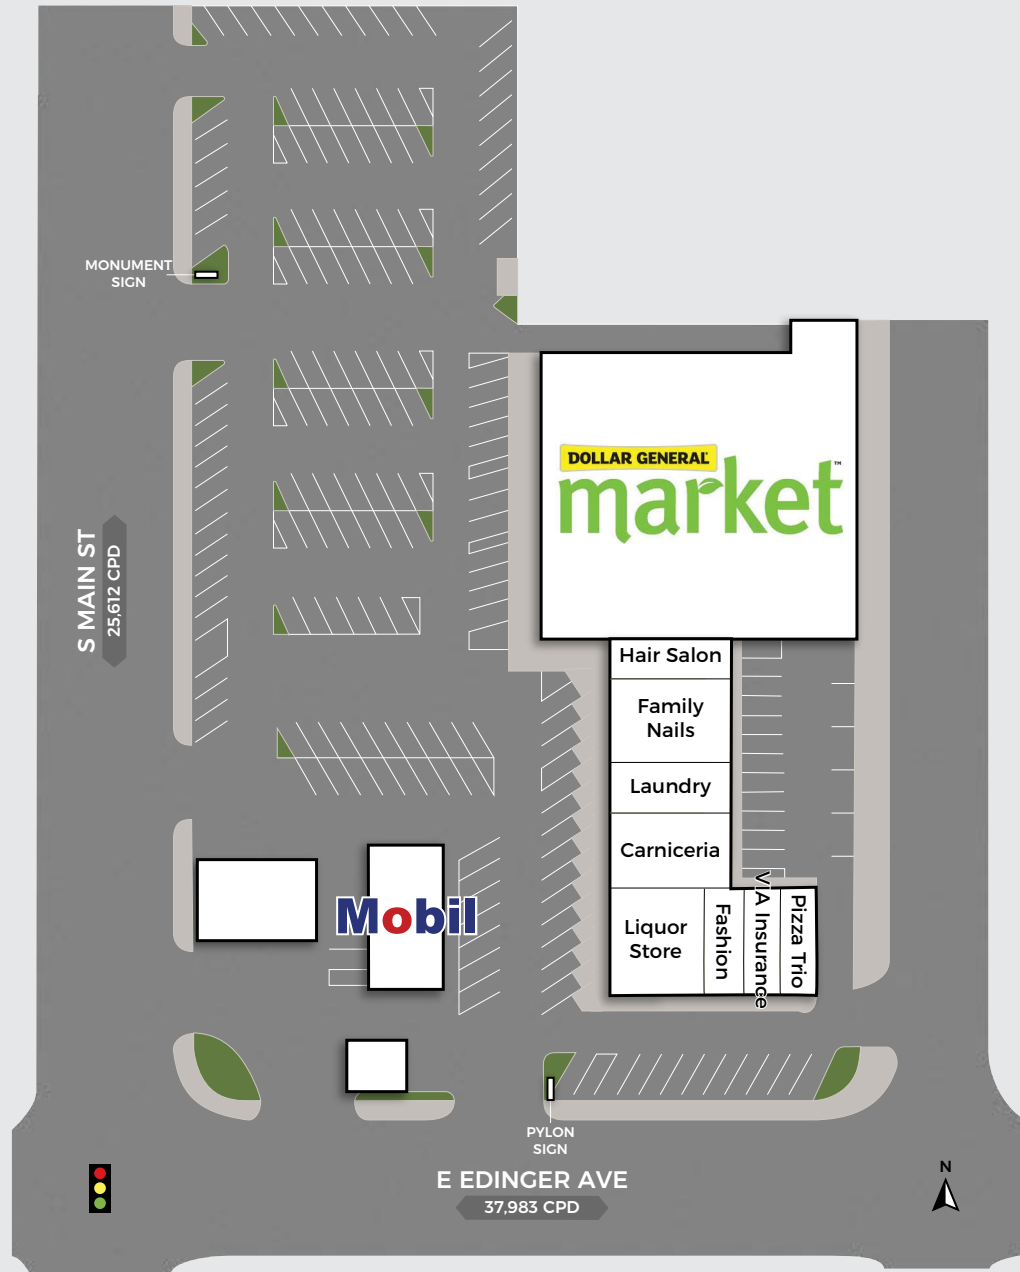 MONUMENT
SIGN
DOLLAR GENERAL
market™
S MAIN ST
25,612 CPD
Hair Salon
Family
Nails
Laundry
Carniceria
Mobil
Liquor
Store
Fashion
VIA Insurance
Pizza Trio
PYLON
SIGN
E EDINGER AVE
37,983 CPD
N